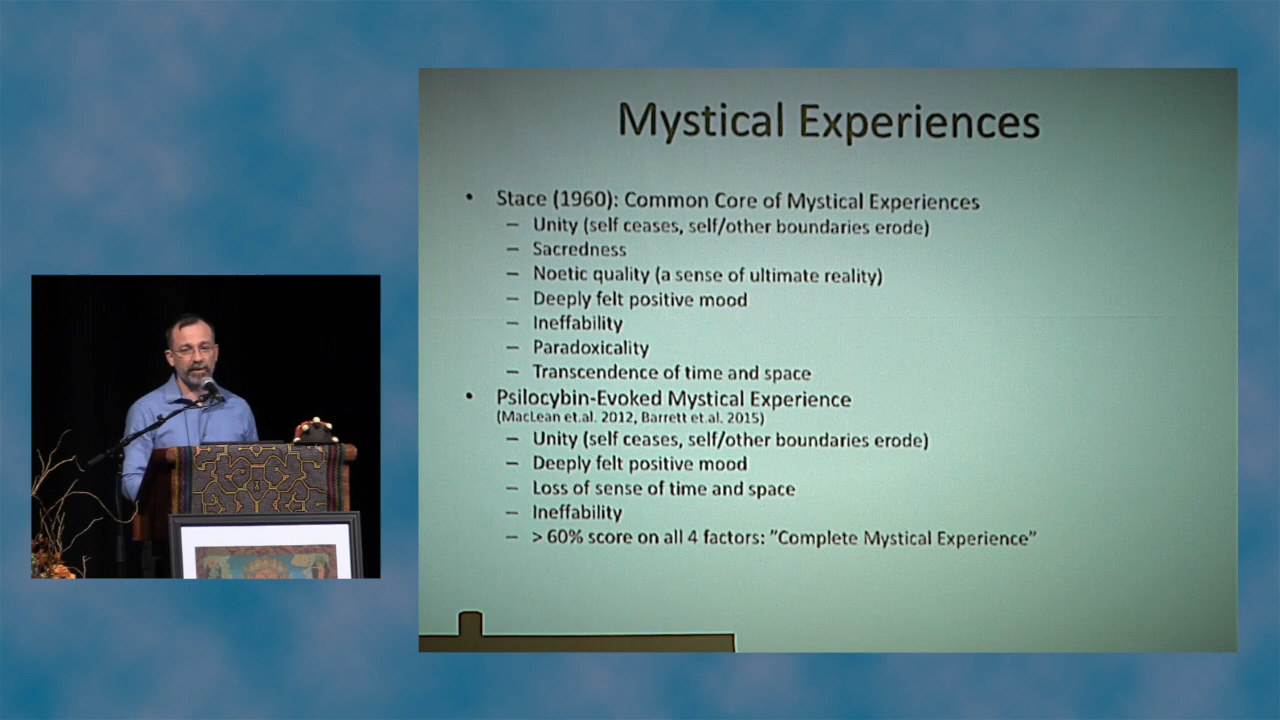 Mystical Experiences
• Stace (1960): Common Core of Mystical Experiences
– Unity (self ceases, self/other boundaries erode)
– Sacredness
– Noetic quality (a sense of ultimate reality)
– Deeply felt positive mood
– Ineffability
– Paradoxicality
– Transcendence of time and space
• Psilocybin-Evoked Mystical Experience
(MacLean et.al. 2012, Barrett et.al. 2015)
– Unity (self ceases, self/other boundaries erode)
– Deeply felt positive mood
– Loss of sense of time and space
– Ineffability
– > 60% score on all 4 factors: "Complete Mystical Experience"